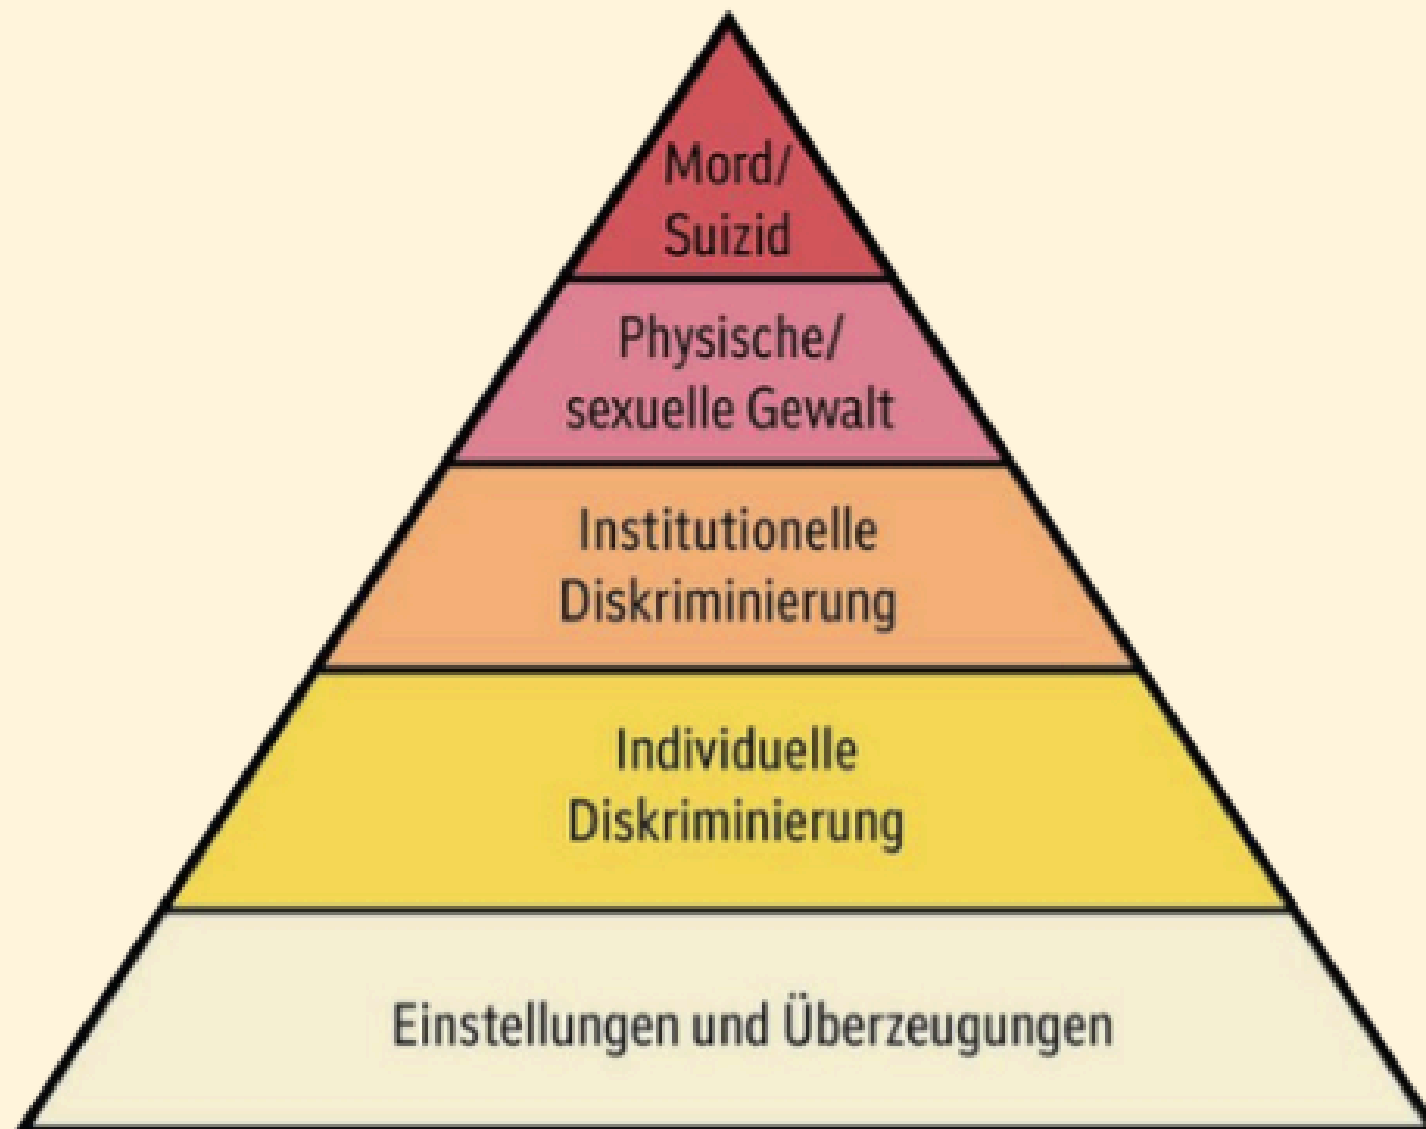 Mord/
Suizid
Physische/
sexuelle Gewalt
Institutionelle
Diskriminierung
Individuelle
Diskriminierung
Einstellungen und Überzeugungen